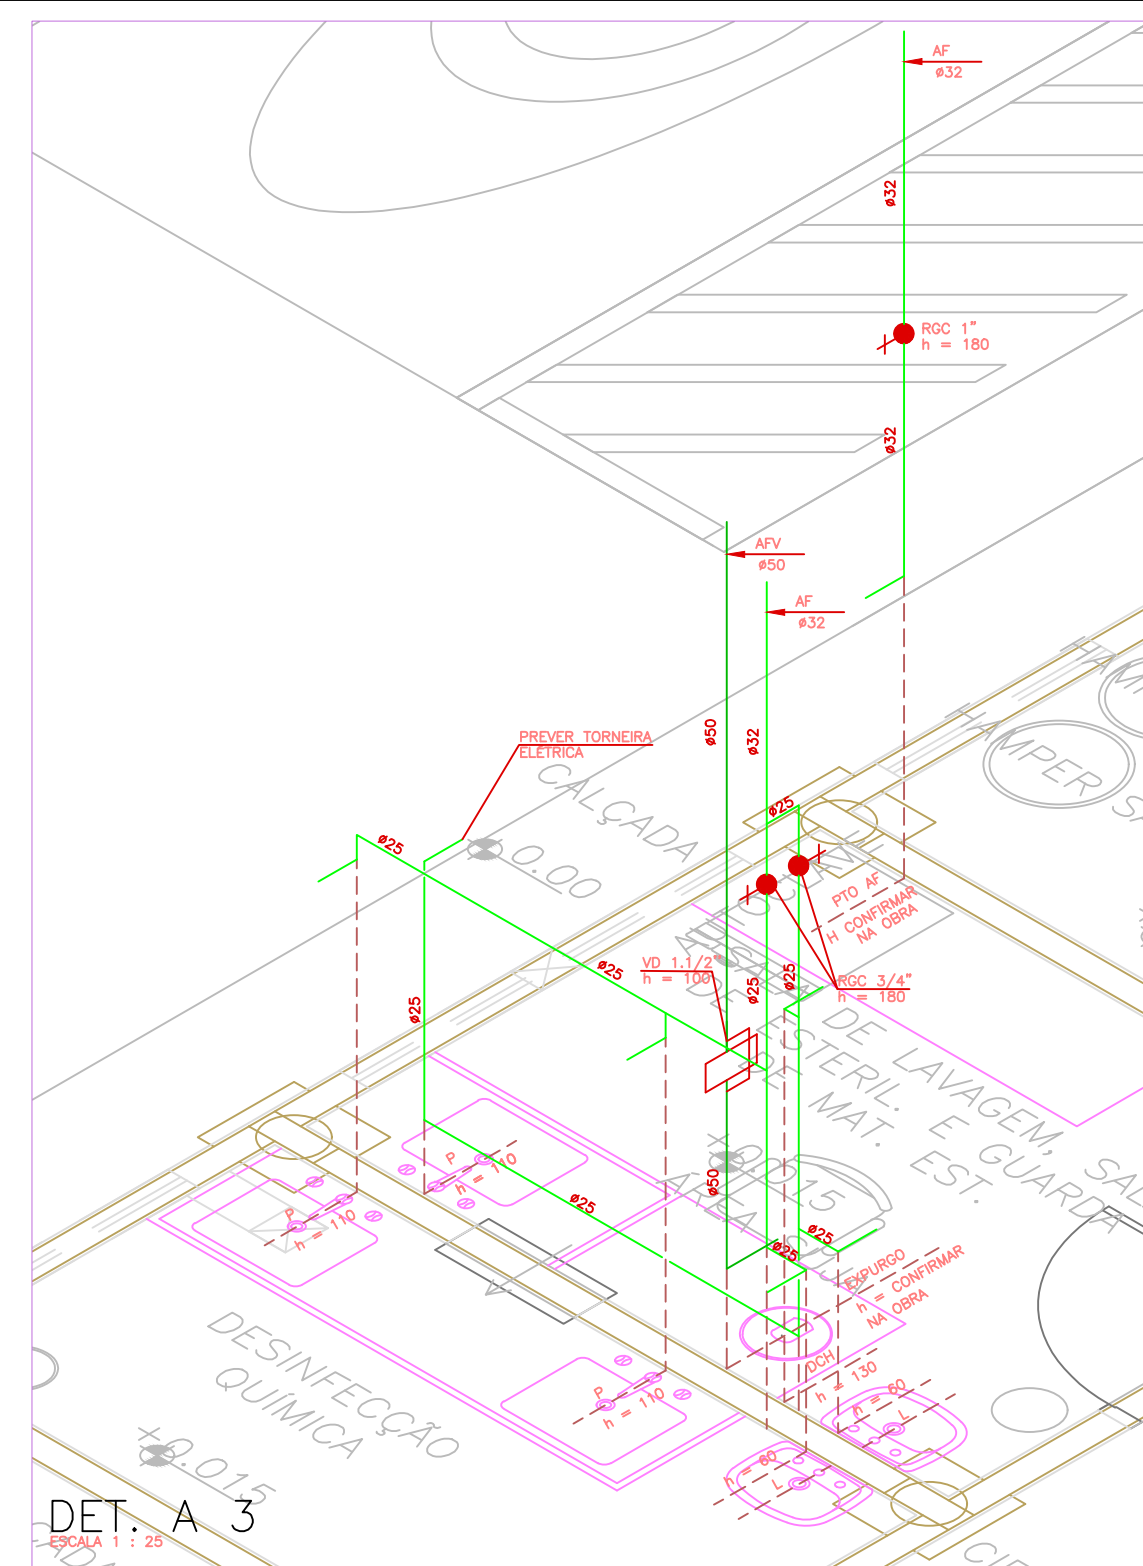 AF
ø32
ø32
RGC 1"
h = 180
ø32
AFV
ø50
AF
ø32
ø50
ø32
PREVER TORNEIRA
ELÉTRICA
CALÇADA
0.00
HAMPER
ø25
ø25
ø25
ø25
ø25
ø25
PTO AF
H CONFIRMAR
NA OBRA
VD 1.1/2"
h = 100
RGC 3/4"
h = 180
DE LAVAGEM,
ESTERIL. E GUARDA
DE MAT. EST.
P
h = 110
P
h = 110
ø25
ø50
ø25
ø25
EXPURGO
h = CONFIRMAR
NA OBRA
DCH
h = 130
h = 60
L
P
h = 110
h = 60
L
DESINFECÇÃO
QUÍMICA
+0.015
DET. A 3
ESCALA 1 : 25